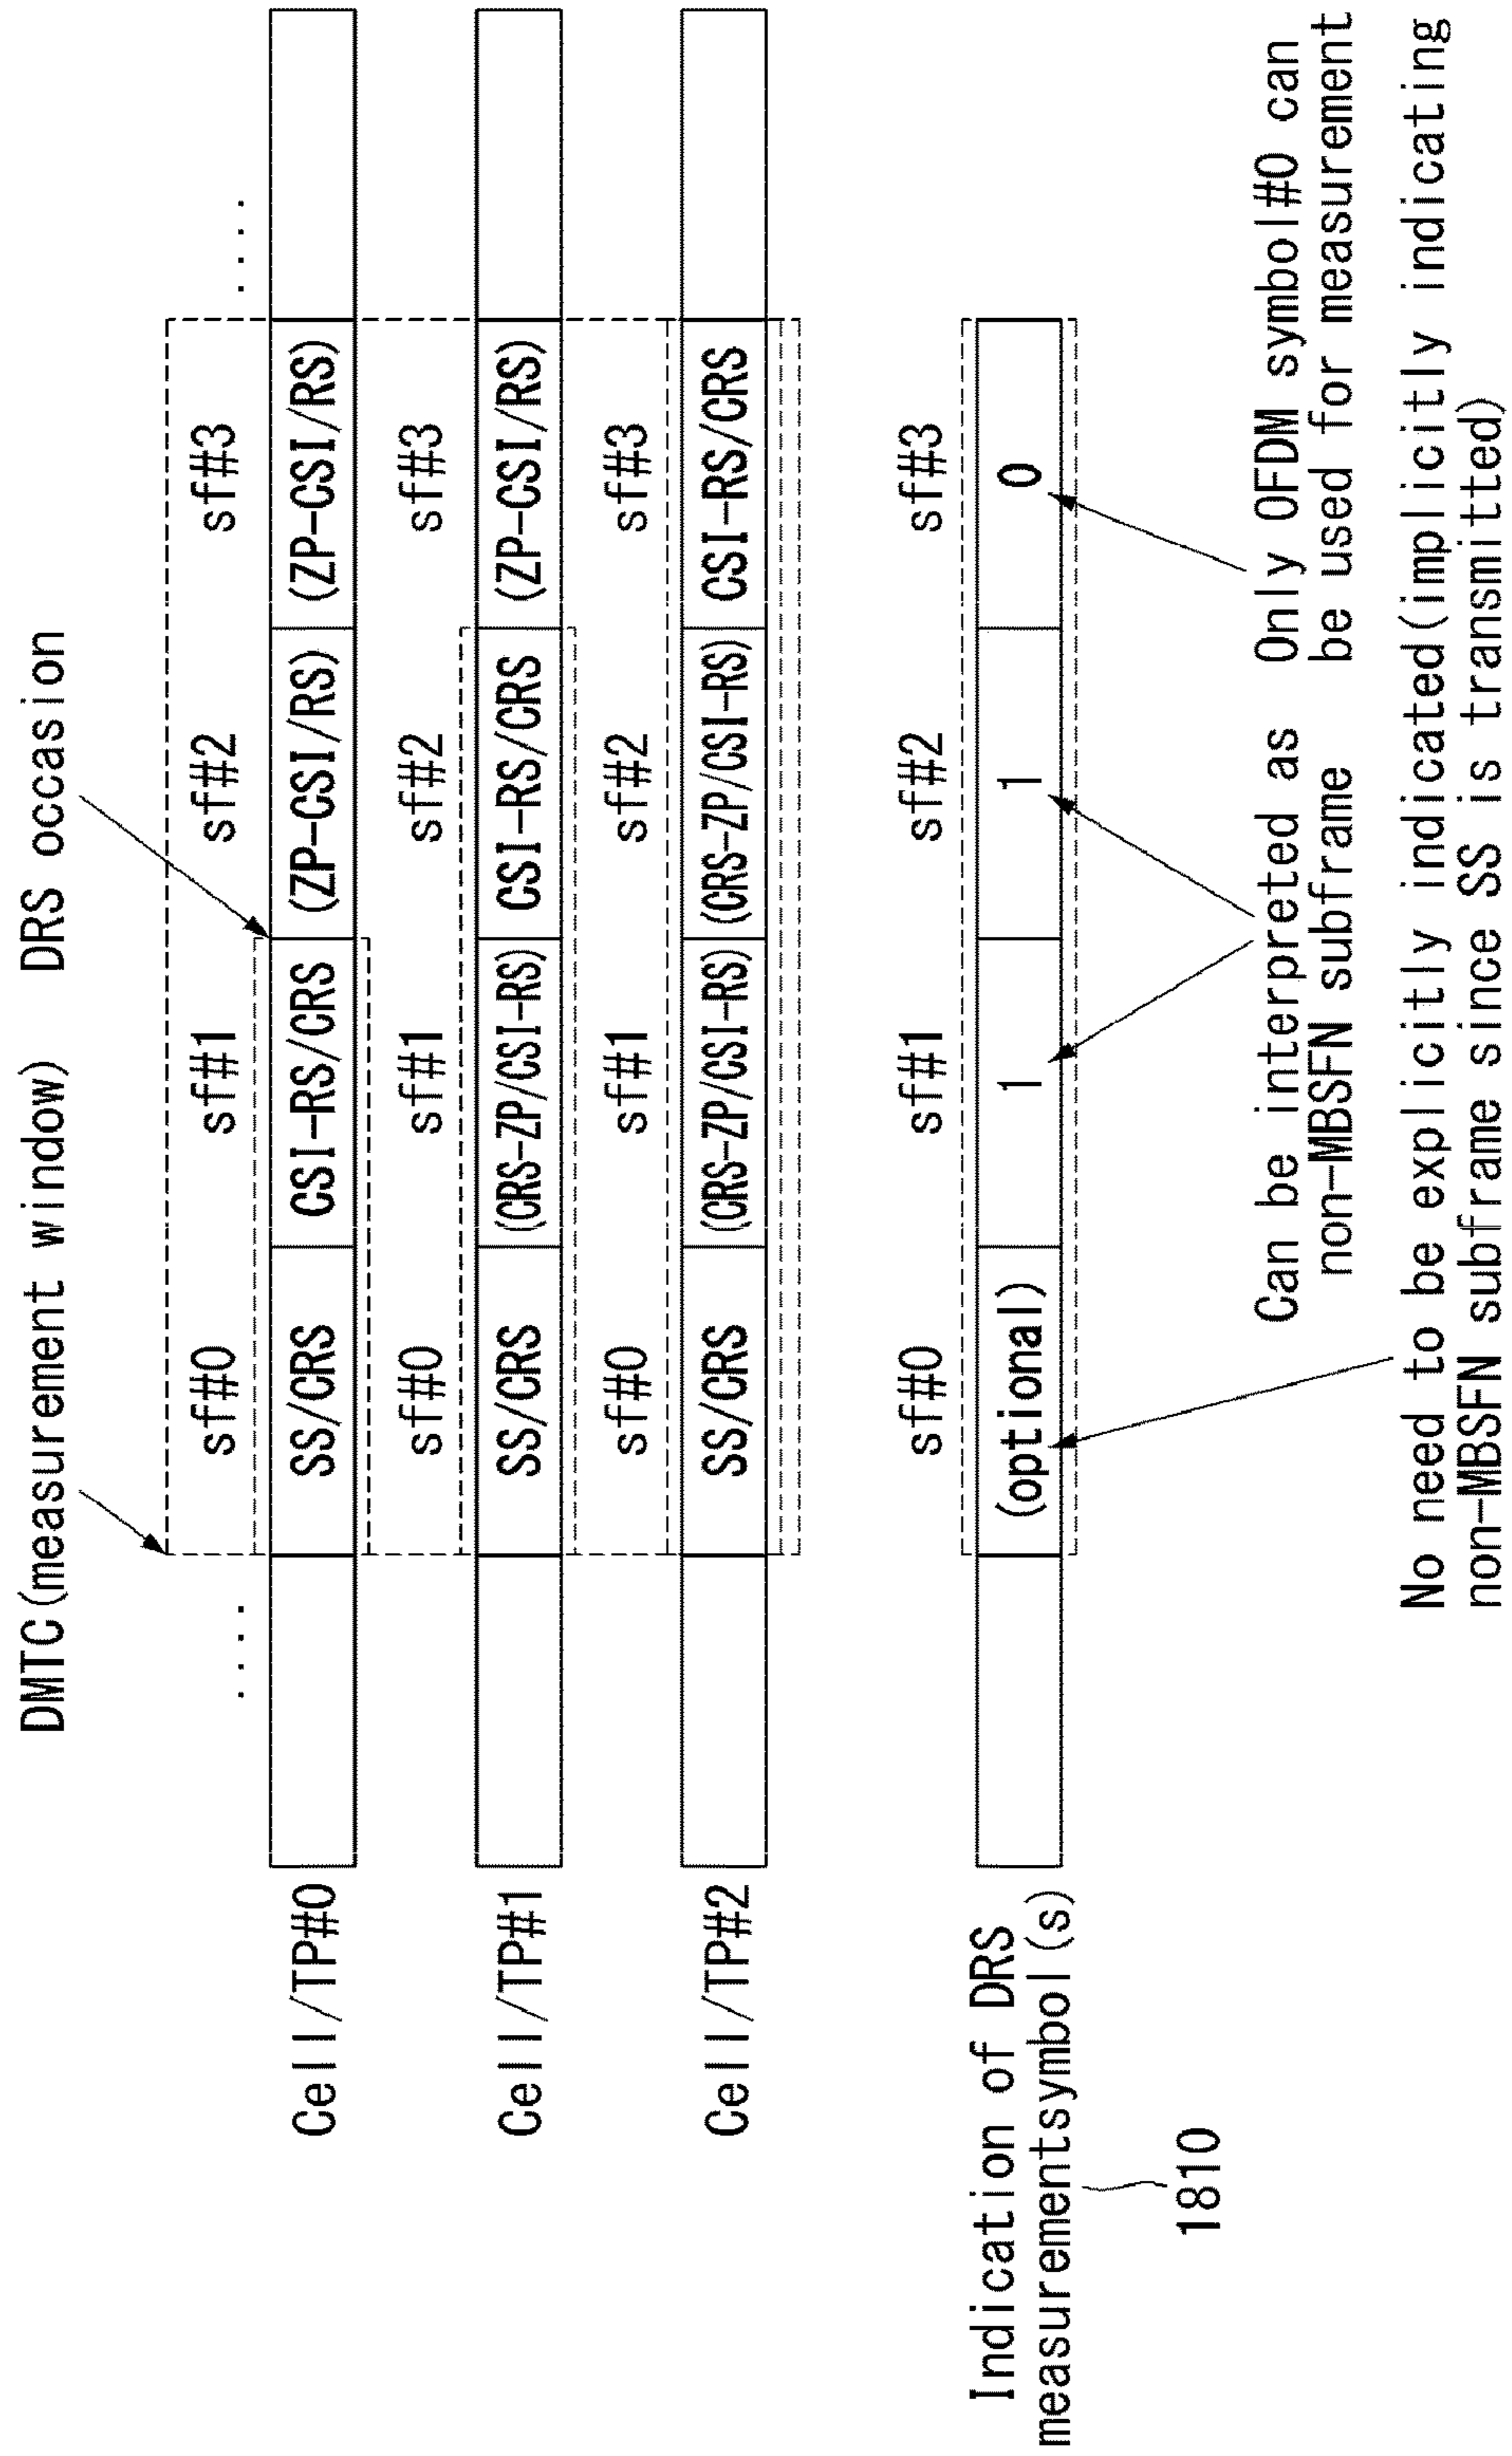 DMTC(measurement window)
DRS occasion
....
sf#0
sf#1
sf#2
sf#3
....
Cell/TP#0
SS/CRS
CSI-RS/CRS
(ZP-CSI/RS)
(ZP-CSI/RS)
sf#0
sf#1
sf#2
sf#3
Cell/TP#1
SS/CRS
(CRS-ZP/CSI-RS)
CSI-RS/CRS
(ZP-CSI/RS)
sf#0
sf#1
sf#2
sf#3
Cell/TP#2
SS/CRS
(CRS-ZP/CSI-RS)
(CRS-ZP/CSI-RS)
CSI-RS/CRS
sf#0
sf#1
sf#2
sf#3
Indication of DRS
measurementsymbol(s)
(optional)
1
1
0
1810
Can be interpreted as
non-MBSFN subframe
Only OFDM symbol#0 can
be used for measurement
No need to be explicitly indicated(implicitly indicating
non-MBSFN subframe since SS is transmitted)